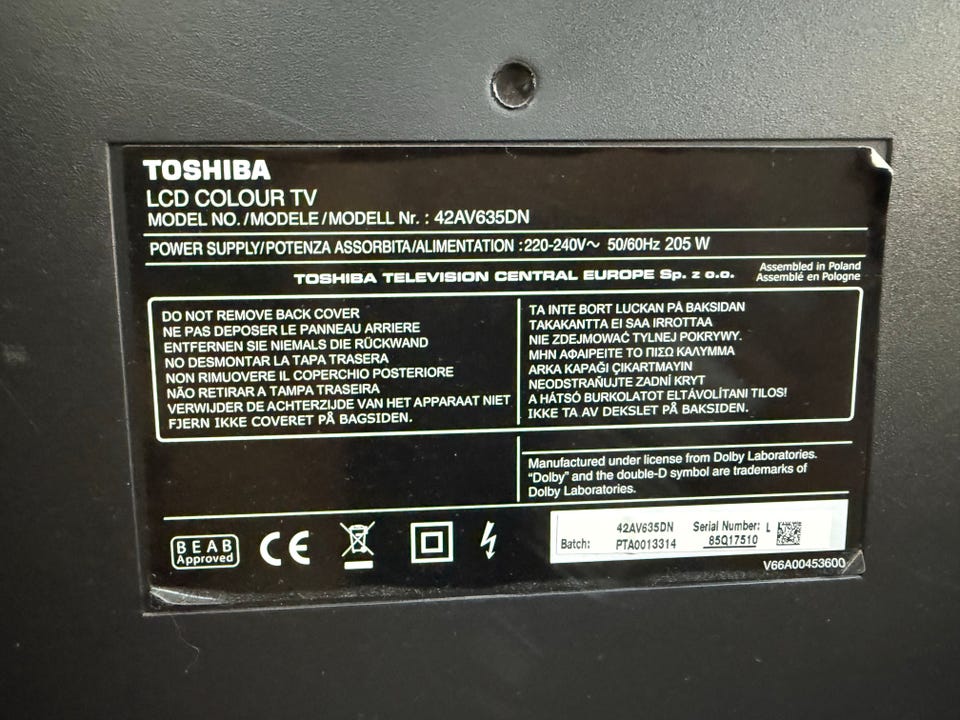 TOSHIBA
LCD COLOUR TV
MODEL NO./MODELE/MODELL Nr. : 42AV635DN
POWER SUPPLY/POTENZA ASSORBITA/ALIMENTATION :220-240V～ 50/60Hz 205 W
TOSHIBA TELEVISION CENTRAL EUROPE Sp. z o.o.
Assembled in Poland
Assemblé en Pologne
DO NOT REMOVE BACK COVER
NE PAS DEPOSER LE PANNEAU ARRIERE
ENTFERNEN SIE NIEMALS DIE RÜCKWAND
NO DESMONTAR LA TAPA TRASERA
NON RIMUOVERE IL COPERCHIO POSTERIORE
NÃO RETIRAR A TAMPA TRASEIRA
VERWIJDER DE ACHTERZIJDE VAN HET APPARAAT NIET
FJERN IKKE COVERET PÅ BAGSIDEN.
TA INTE BORT LUCKAN PÅ BAKSIDAN
TAKAKANTTA EI SAA IRROTTAA
NIE ZDEJMOWAĆ TYLNEJ POKRYWY.
ΜΗΝ ΑΦΑΙΡΕΙΤΕ ΤΟ ΠΙΣΩ ΚΑΛΥΜΜΑ
ARKA KAPAĞI ÇIKARTMAYIN
NEODSTRAŇUJTE ZADNÍ KRYT
A HÁTSÓ BURKOLATOT ELTÁVOLÍTANI TILOS!
IKKE TA AV DEKSLET PÅ BAKSIDEN.
Manufactured under license from Dolby Laboratories.
“Dolby” and the double-D symbol are trademarks of
Dolby Laboratories.
BEAB
Approved
CE
42AV635DN Serial Number: L
Batch: PTA0013314 85Q17510
V66A00453600